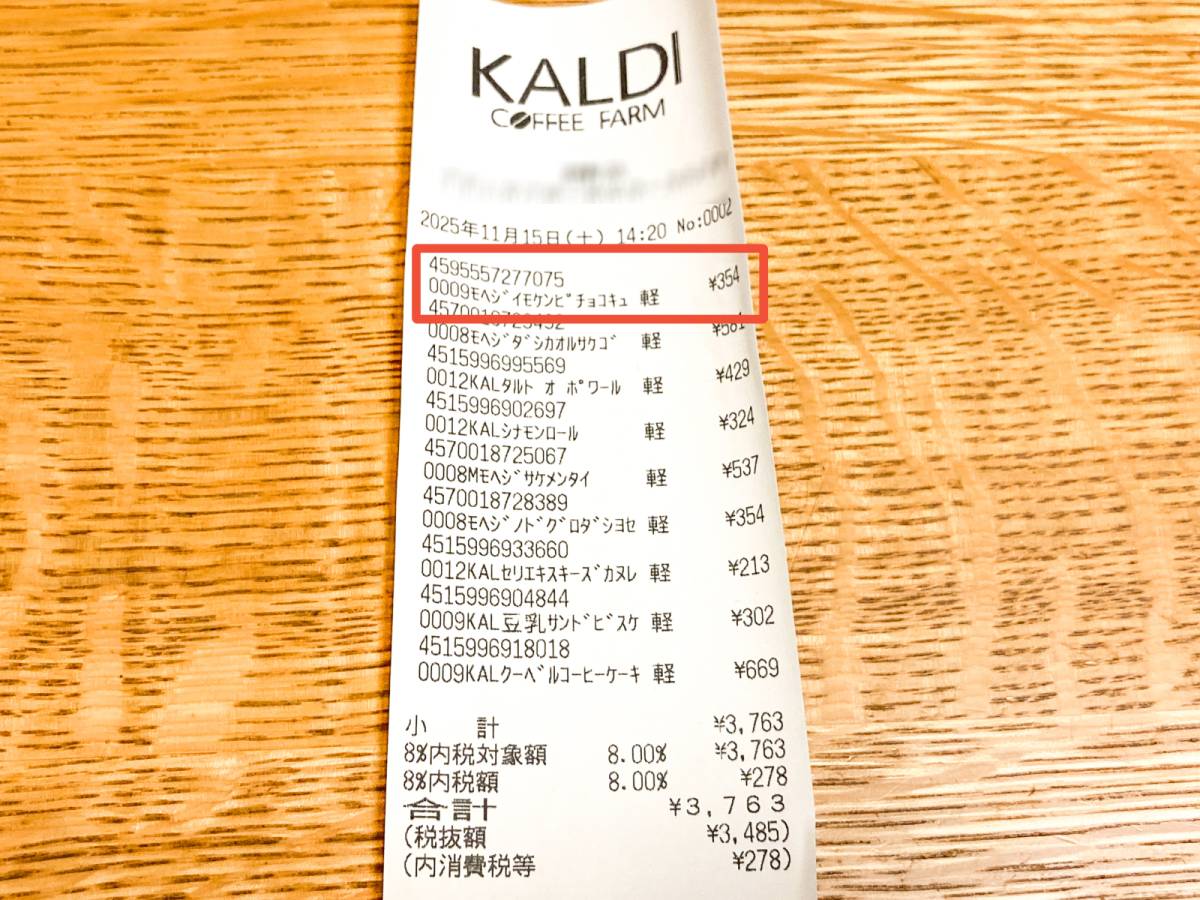 KALDI
COFFEE FARM
2025年11月15日(土) 14:20 No:0002
4595557277075
0009モヘジイモケンピチョコキュ 軽 ¥354
4570018729492
0008モヘジダシカオルサケゴ 軽 ¥581
4515996995569
0012KALタルト オ ポワール 軽 ¥429
4515996902697
0012KALシナモンロール 軽 ¥324
4570018725067
0008Mモヘジサケメンタイ 軽 ¥537
4570018728389
0008モヘジノドグロダシヨセ 軽 ¥354
4515996933660
0012KALセリエキスキーズカヌレ 軽 ¥213
4515996904844
0009KAL豆乳サンドビスケ 軽 ¥302
4515996918018
0009KALクーベルコーヒーケーキ 軽 ¥669
小 計 ¥3,763
8%内税対象額 8.00% ¥3,763
8%内税額 8.00% ¥278
合計 ¥3,763
(税抜額 ¥3,485)
(内消費税等 ¥278)